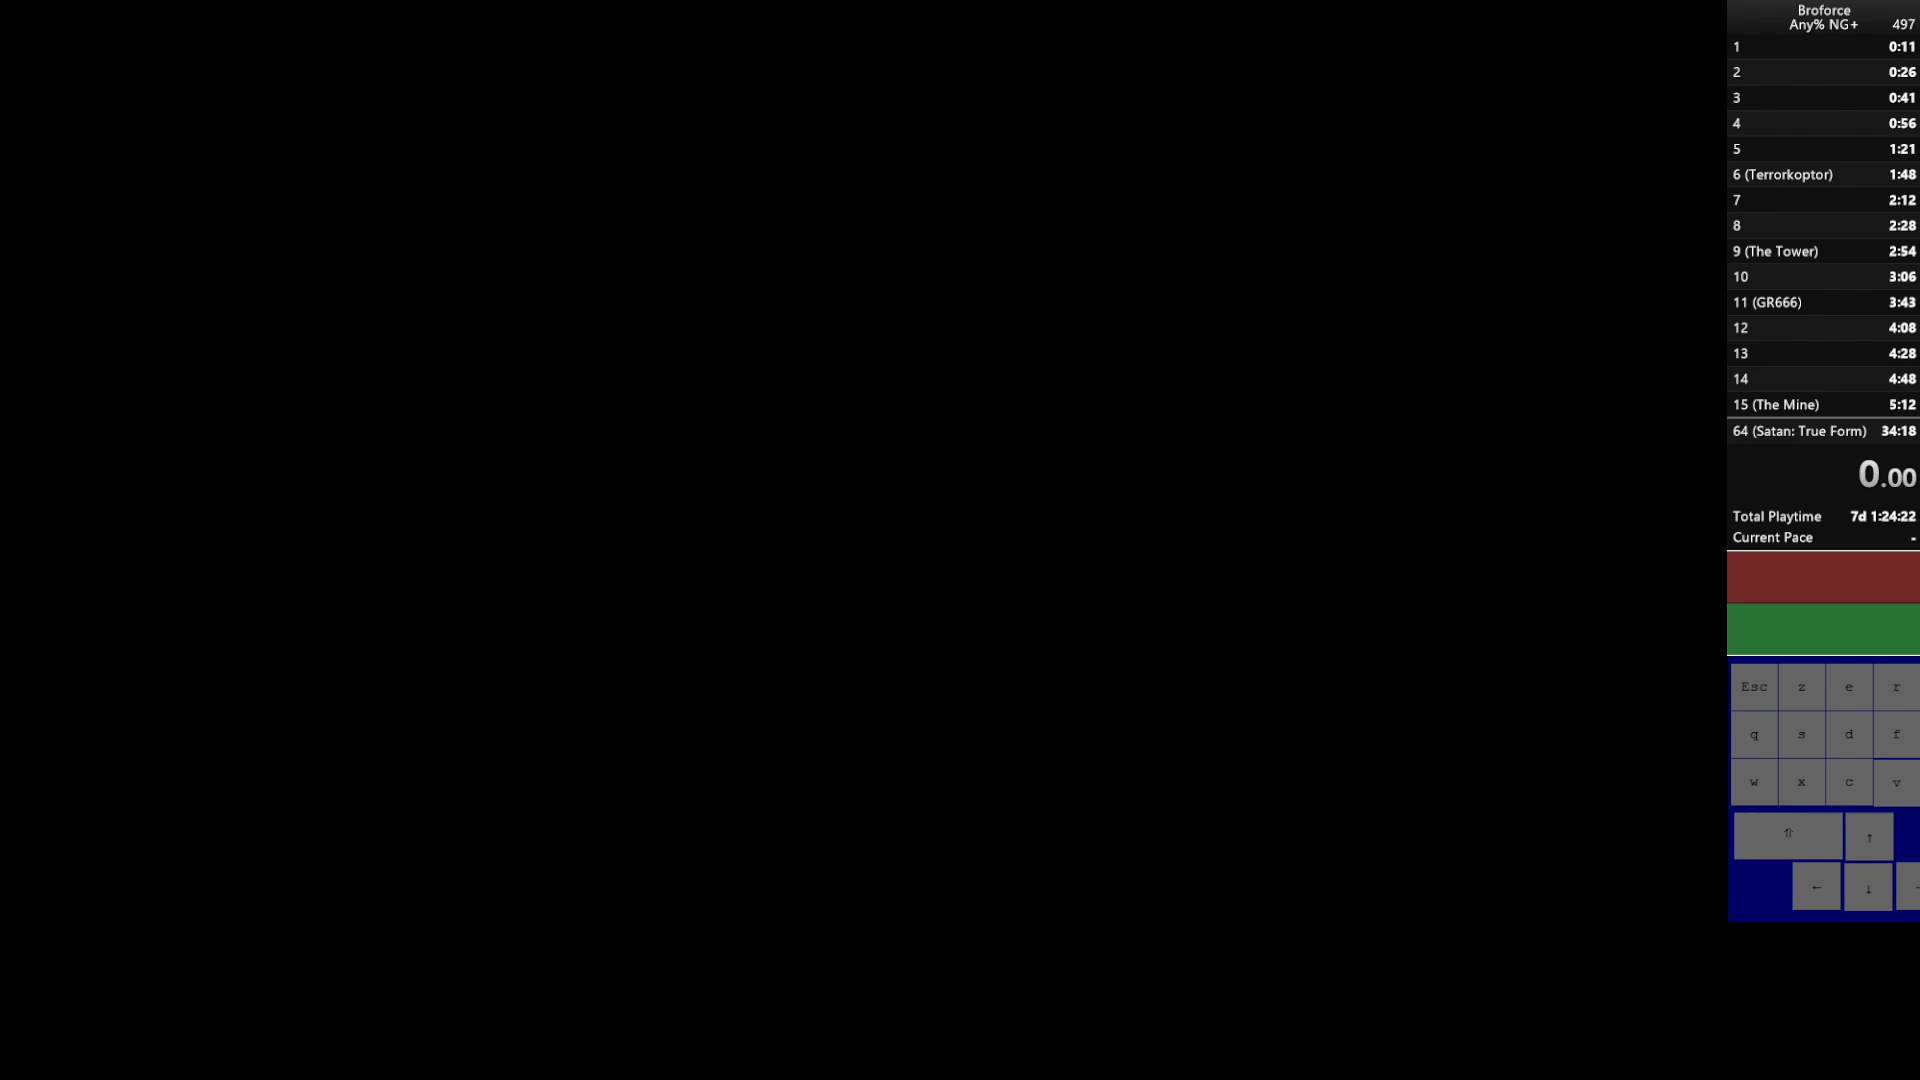 Broforce
Any% NG+ 497
1 0:11
2 0:26
3 0:41
4 0:56
5 1:21
6 (Terrorkoptor) 1:48
7 2:12
8 2:28
9 (The Tower) 2:54
10 3:06
11 (GR666) 3:43
12 4:08
13 4:28
14 4:48
15 (The Mine) 5:12
64 (Satan: True Form) 34:18
0.00
Total Playtime 7d 1:24:22
Current Pace -
Esc z e r
q s d f
w x c v
⇑ ↑
← ↓